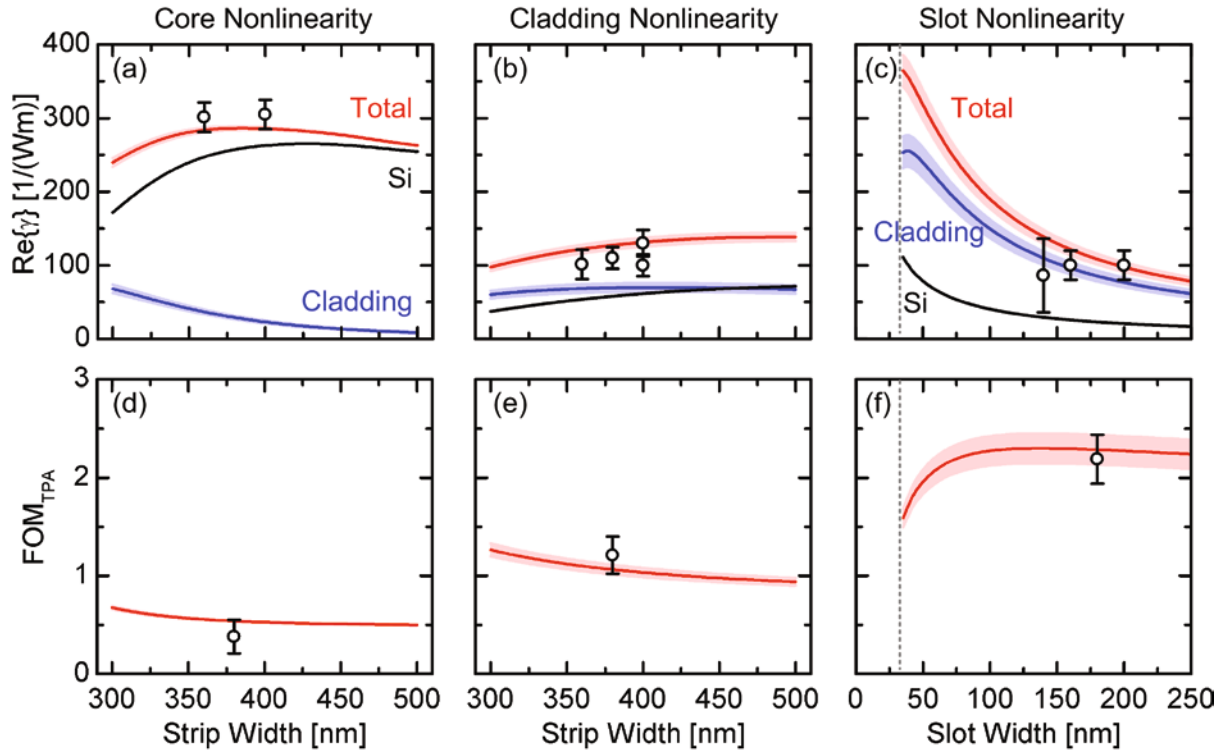 Core Nonlinearity
Cladding Nonlinearity
Slot Nonlinearity
Re{γ} [1/(Wm)]
400
300
200
100
0
(a)
Total
Si
Cladding
(b)
(c)
Total
Cladding
Si
FOM_TPA
3
2
1
0
(d)
(e)
(f)
300 350 400 450 500
300 350 400 450 500
0 50 100 150 200 250
Strip Width [nm]
Strip Width [nm]
Slot Width [nm]